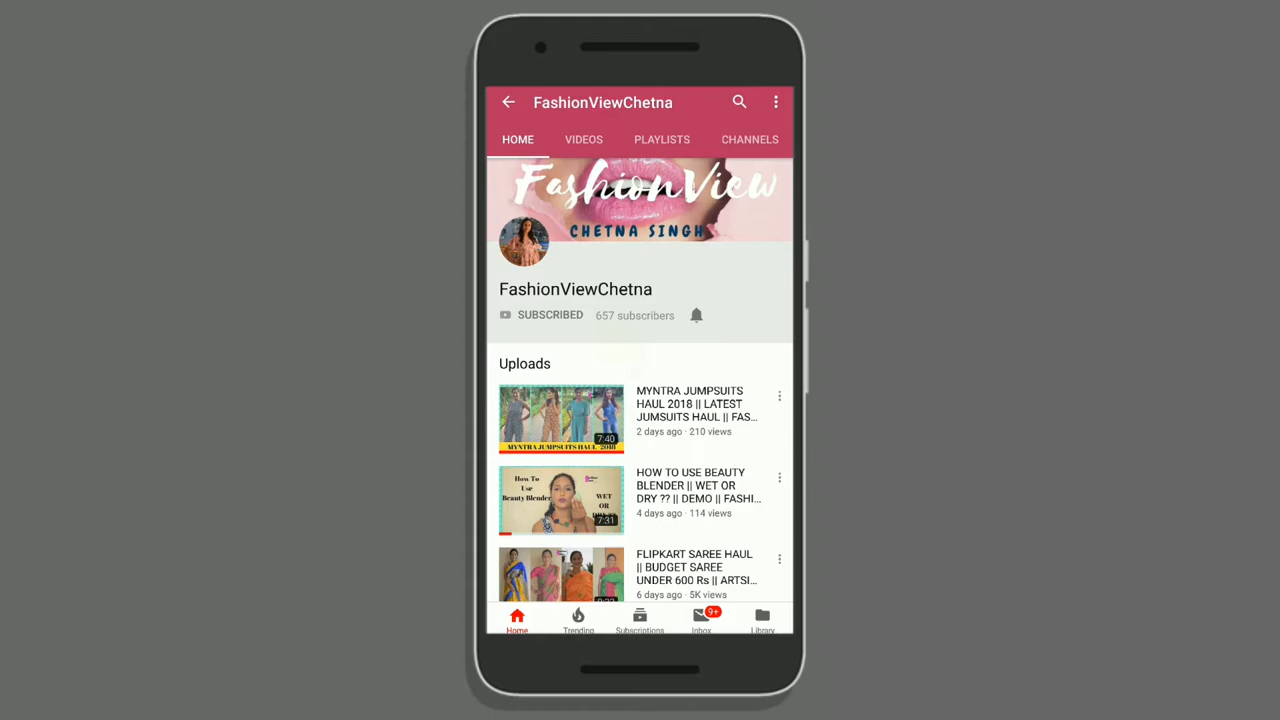 FashionViewChetna
HOME VIDEOS PLAYLISTS CHANNELS
FashionView
CHETNA SINGH
FashionViewChetna
SUBSCRIBED 657 subscribers
Uploads
MYNTRA JUMPSUITS
HAUL 2018 || LATEST
JUMSUITS HAUL || FAS...
2 days ago · 210 views
7:40
MYNTRA JUMPSUITS HAUL 2018
HOW TO USE BEAUTY
BLENDER || WET OR
DRY ?? || DEMO || FASHI...
4 days ago · 114 views
How To
Use
Beauty Blender
WET
OR
7:31
FLIPKART SAREE HAUL
|| BUDGET SAREE
UNDER 600 Rs || ARTSI...
6 days ago · 5K views
9+
Home Trending Subscriptions Inbox Library